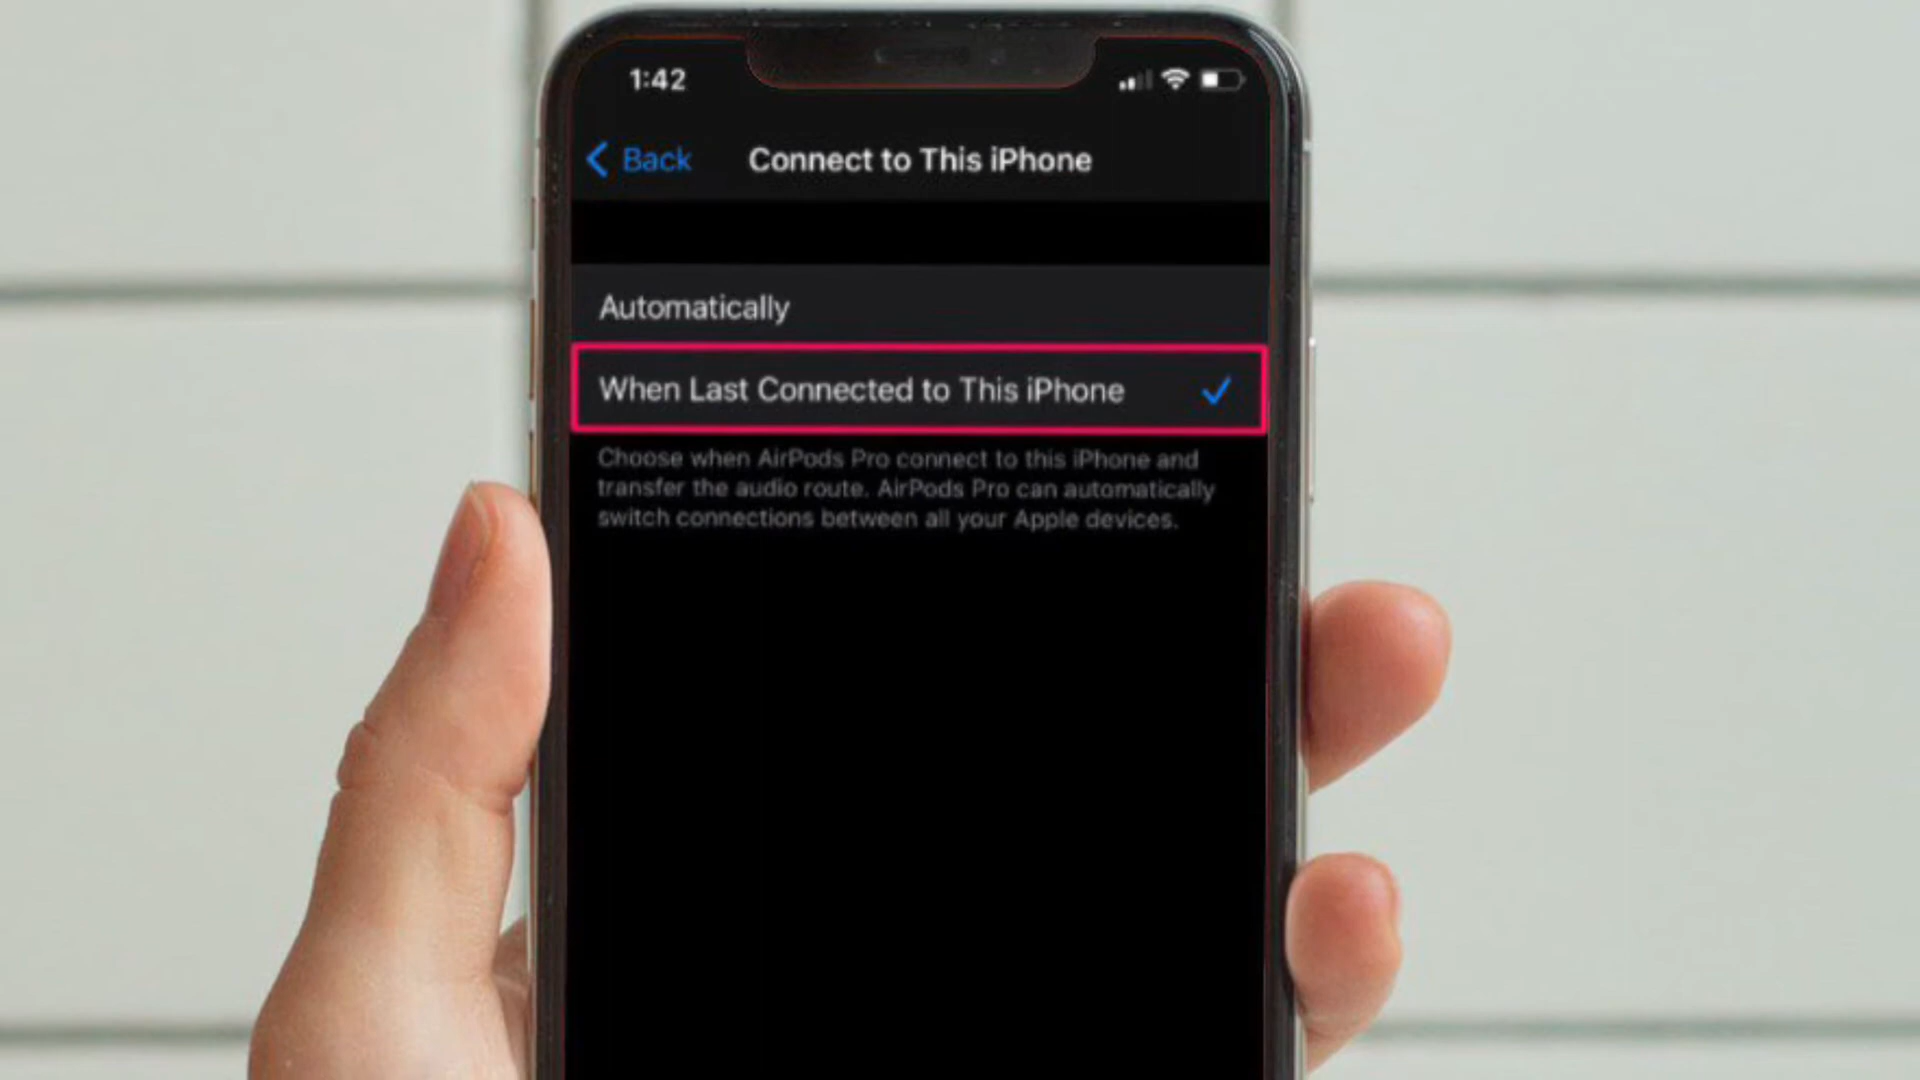 1:42
Back
Connect to This iPhone
Automatically
When Last Connected to This iPhone
Choose when AirPods Pro connect to this iPhone and
transfer the audio route. AirPods Pro can automatically
switch connections between all your Apple devices.